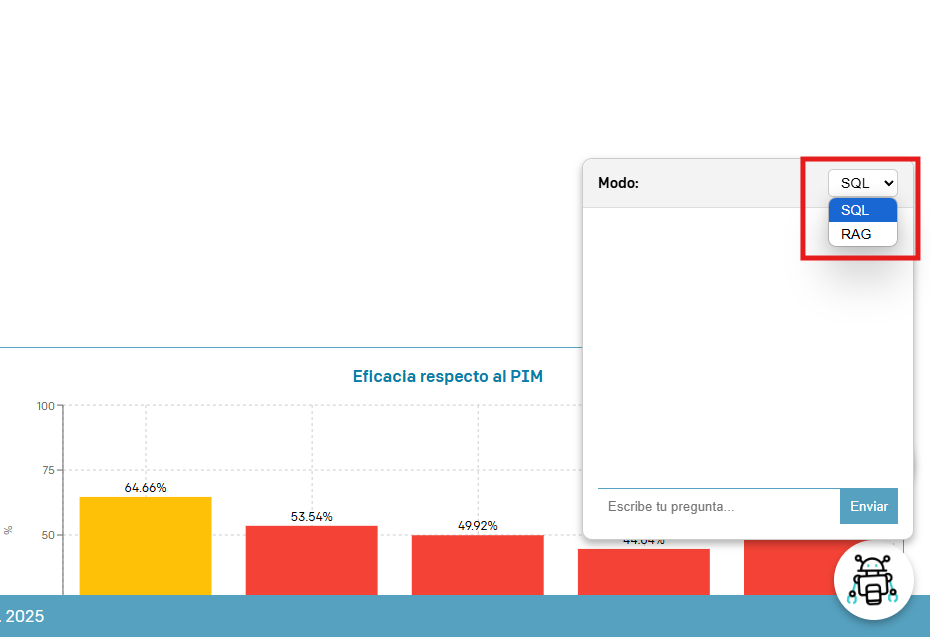 Modo:
SQL
SQL
RAG
Eficacia respecto al PIM
100
75
50
%
64.66%
53.54%
49.92%
Escribe tu pregunta...
Enviar
. 2025